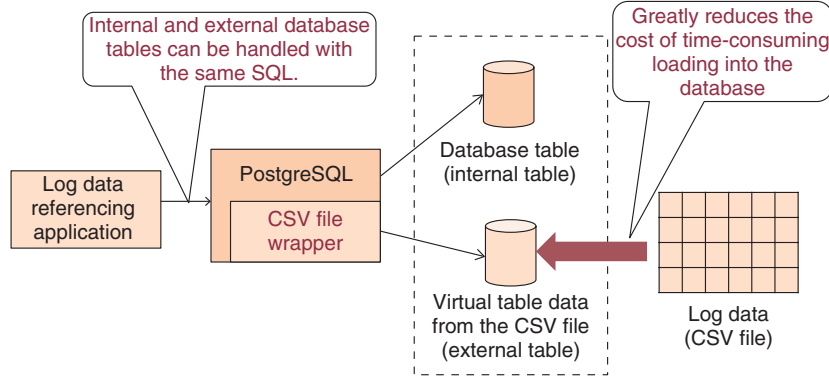 Internal and external database
tables can be handled with
the same SQL.
Greatly reduces the
cost of time-consuming
loading into the
database
Log data
referencing
application
PostgreSQL
CSV file
wrapper
Database table
(internal table)
Virtual table data
from the CSV file
(external table)
Log data
(CSV file)